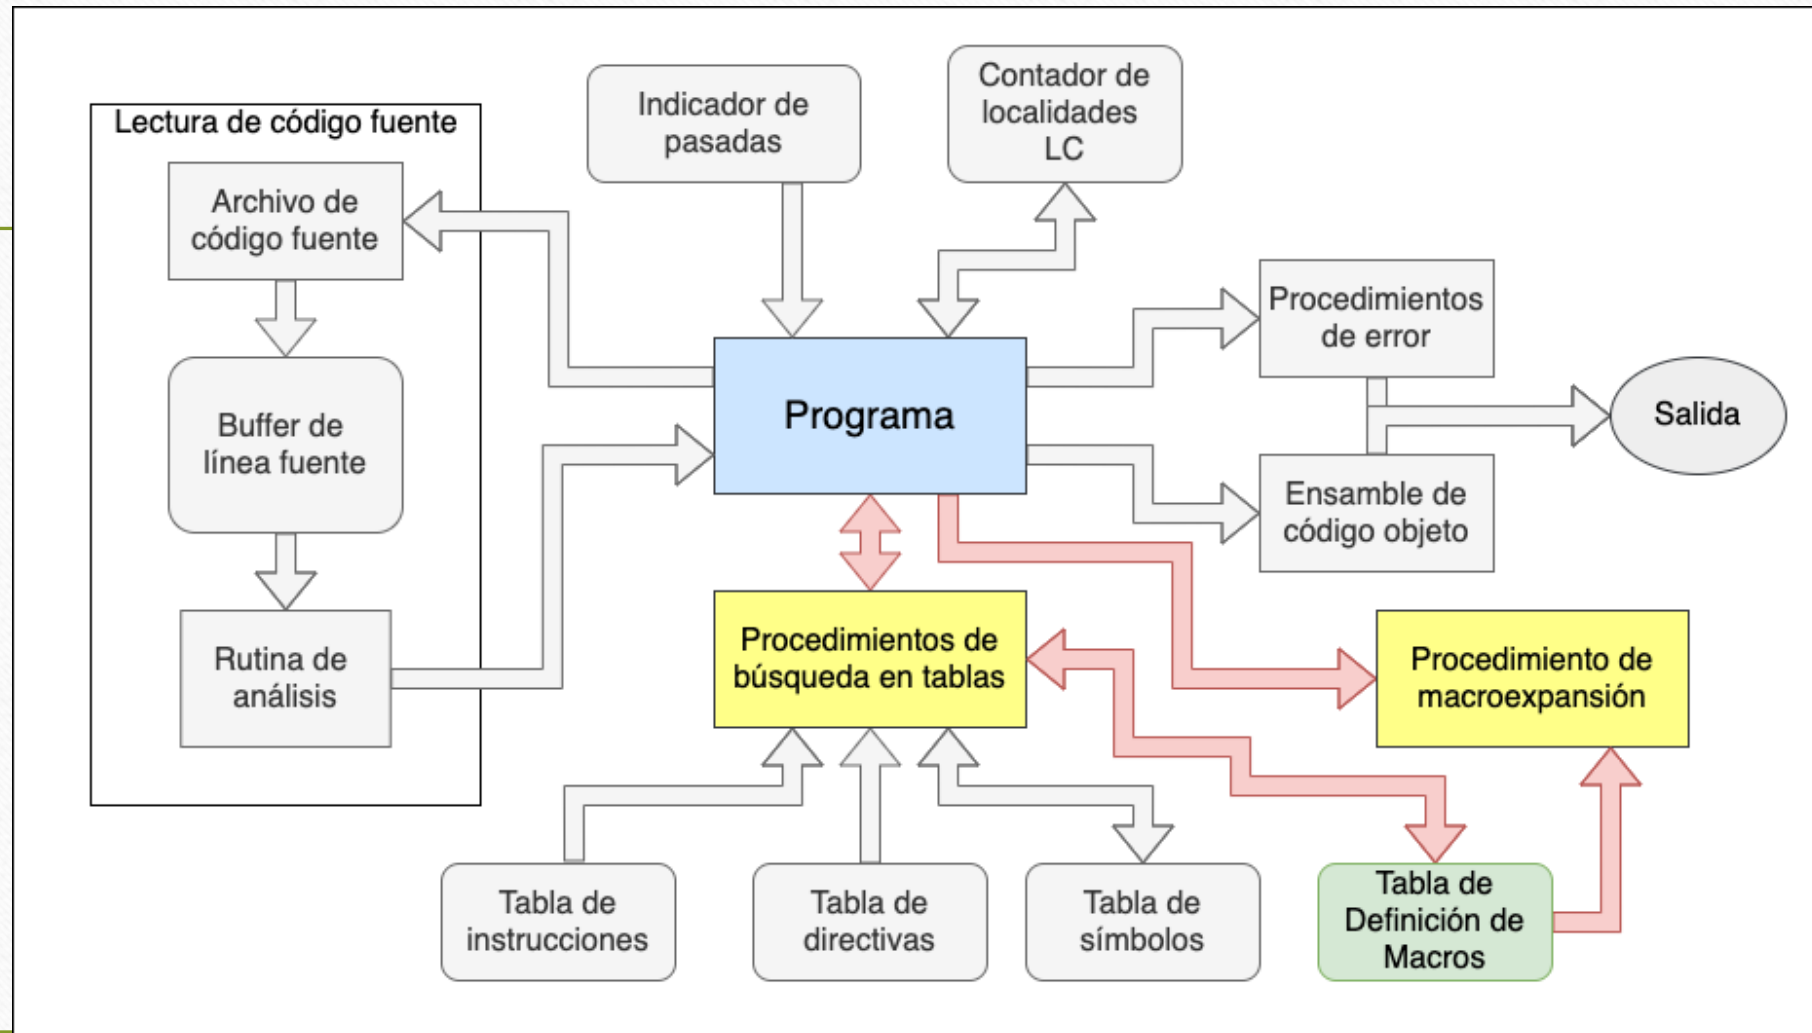 Lectura de código fuente
Archivo de
código fuente
Buffer de
línea fuente
Rutina de
análisis
Indicador de
pasadas
Contador de
localidades
LC
Programa
Procedimientos
de error
Ensamble de
código objeto
Salida
Procedimientos de
búsqueda en tablas
Procedimiento de
macroexpansión
Tabla de
instrucciones
Tabla de
directivas
Tabla de
símbolos
Tabla de
Definición de
Macros